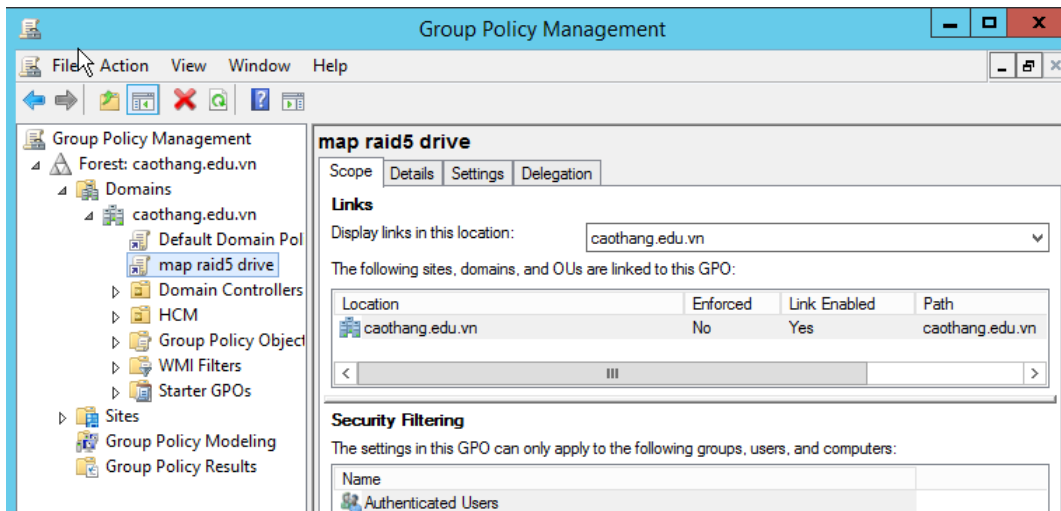 Group Policy Management
File Action View Window Help
Group Policy Management
Forest: caothang.edu.vn
Domains
caothang.edu.vn
Default Domain Pol
map raid5 drive
Domain Controllers
HCM
Group Policy Object
WMI Filters
Starter GPOs
Sites
Group Policy Modeling
Group Policy Results
map raid5 drive
Scope Details Settings Delegation
Links
Display links in this location: caothang.edu.vn
The following sites, domains, and OUs are linked to this GPO:
Location Enforced Link Enabled Path
caothang.edu.vn No Yes caothang.edu.vn
Security Filtering
The settings in this GPO can only apply to the following groups, users, and computers:
Name
Authenticated Users